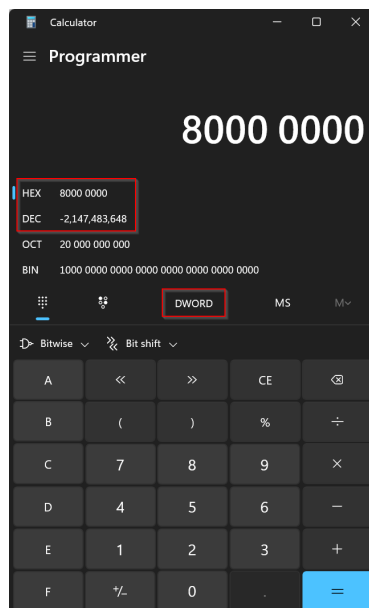 Calculator
Programmer
8000 0000
HEX 8000 0000
DEC -2,147,483,648
OCT 20 000 000 000
BIN 1000 0000 0000 0000 0000 0000 0000 0000
DWORD MS M
Bitwise Bit shift
A « » CE
B ( ) % ÷
C 7 8 9 ×
D 4 5 6 −
E 1 2 3 +
F +/− 0 . =